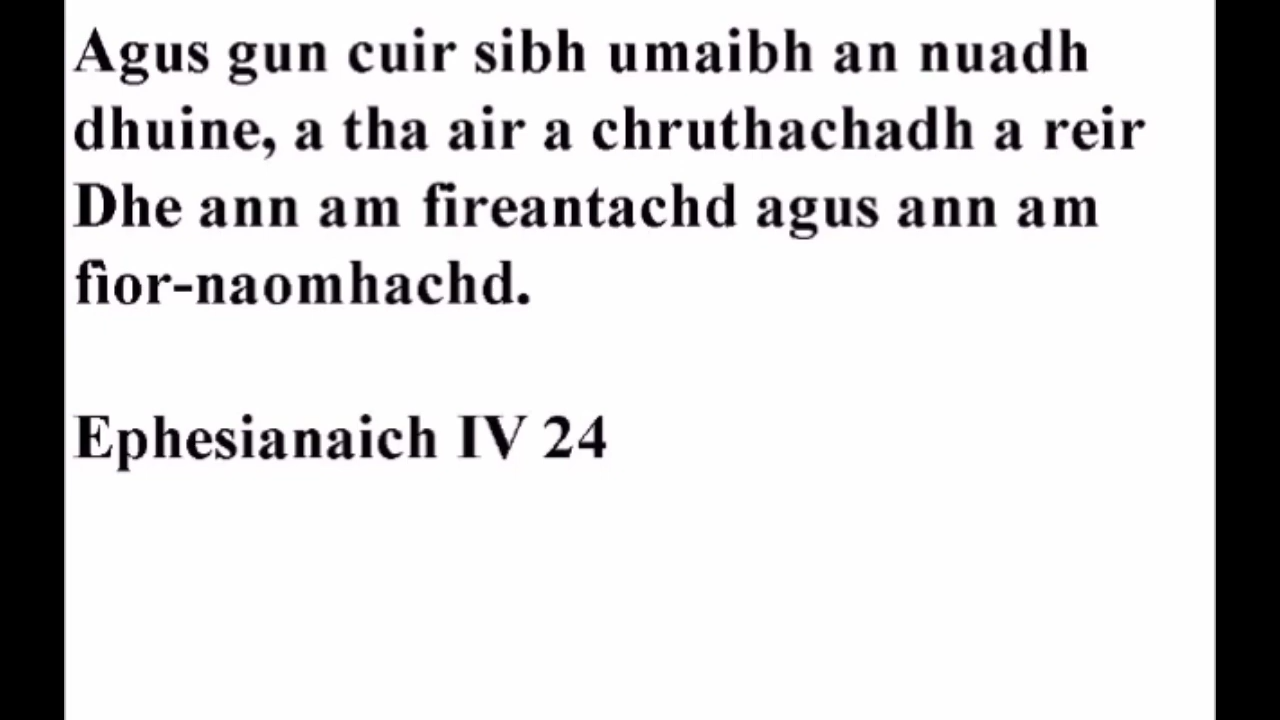 Agus gun cuir sibh umaibh an nuadh
dhuine, a tha air a chruthachadh a reir
Dhe ann am fireantachd agus ann am
fìor-naomhachd.
Ephesianaich IV 24